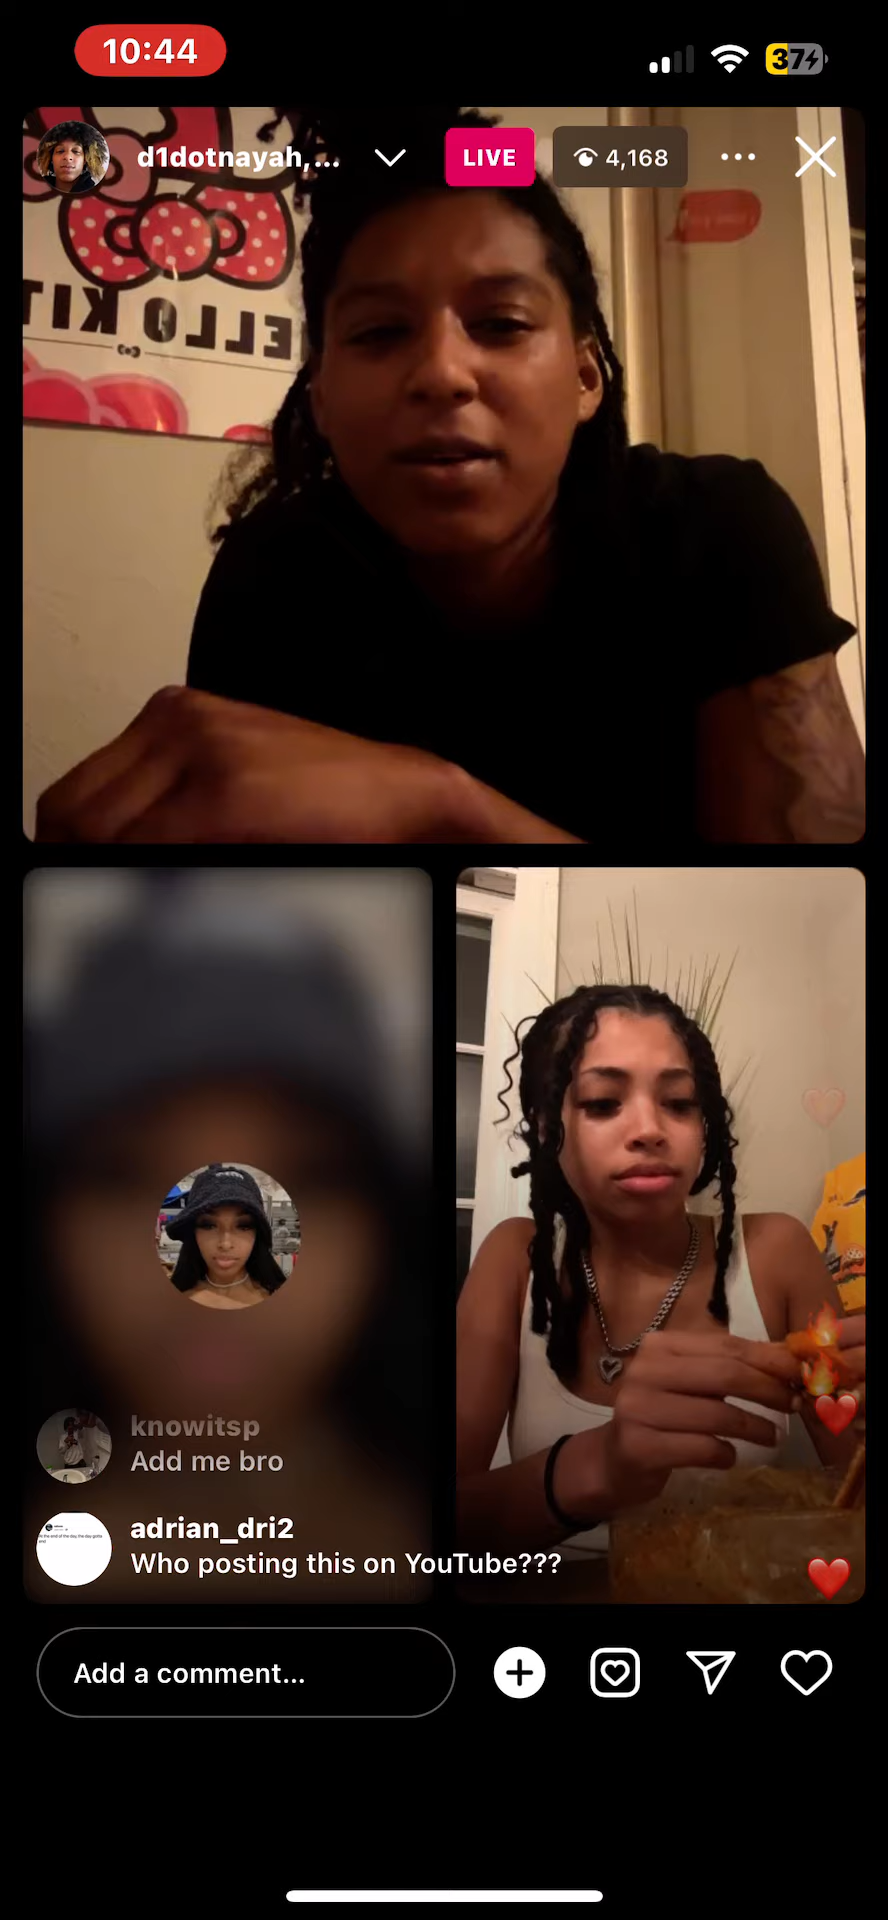 10:44
37
d1dotnayah,...
LIVE
4,168
ELLO KIT
knowitsp
Add me bro
adrian_dri2
Who posting this on YouTube???
Add a comment...